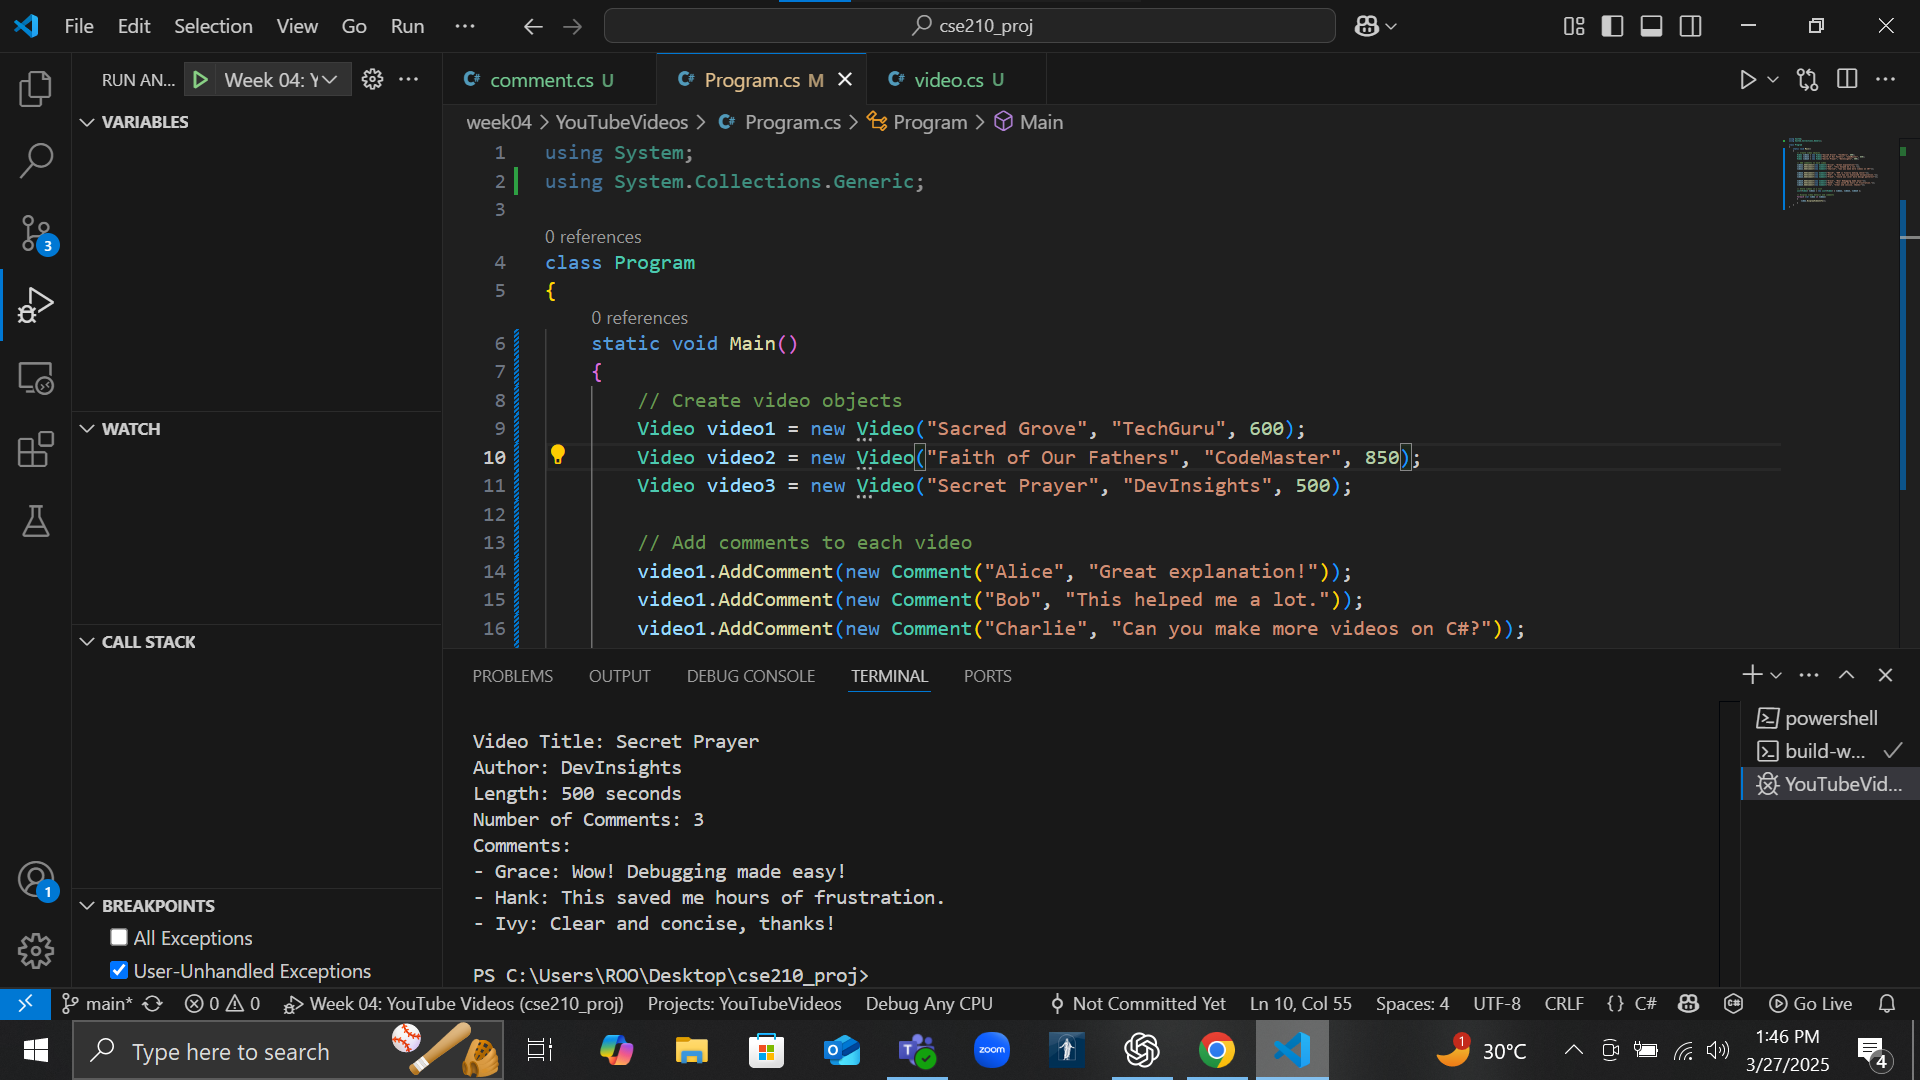 File Edit Selection View Go Run ··· cse210_proj
RUN AN... Week 04: Y
comment.cs U Program.cs M video.cs U
VARIABLES
week04 > YouTubeVideos > Program.cs > Program > Main
1 using System;
2 using System.Collections.Generic;
3
0 references
4 class Program
5 {
0 references
6 static void Main()
7 {
8 // Create video objects
9 Video video1 = new Video("Sacred Grove", "TechGuru", 600);
10 Video video2 = new Video("Faith of Our Fathers", "CodeMaster", 850);
11 Video video3 = new Video("Secret Prayer", "DevInsights", 500);
12
13 // Add comments to each video
14 video1.AddComment(new Comment("Alice", "Great explanation!"));
15 video1.AddComment(new Comment("Bob", "This helped me a lot."));
16 video1.AddComment(new Comment("Charlie", "Can you make more videos on C#?"));
3
WATCH
CALL STACK
PROBLEMS OUTPUT DEBUG CONSOLE TERMINAL PORTS
Video Title: Secret Prayer
Author: DevInsights
Length: 500 seconds
Number of Comments: 3
Comments:
- Grace: Wow! Debugging made easy!
- Hank: This saved me hours of frustration.
- Ivy: Clear and concise, thanks!
PS C:\Users\ROO\Desktop\cse210_proj>
powershell
build-w...
YouTubeVid...
1
BREAKPOINTS
All Exceptions
User-Unhandled Exceptions
main* 0 0 Week 04: YouTube Videos (cse210_proj) Projects: YouTubeVideos Debug Any CPU Not Committed Yet Ln 10, Col 55 Spaces: 4 UTF-8 CRLF {} C# Go Live
Type here to search zoom 1 30°C 1:46 PM
3/27/2025 4